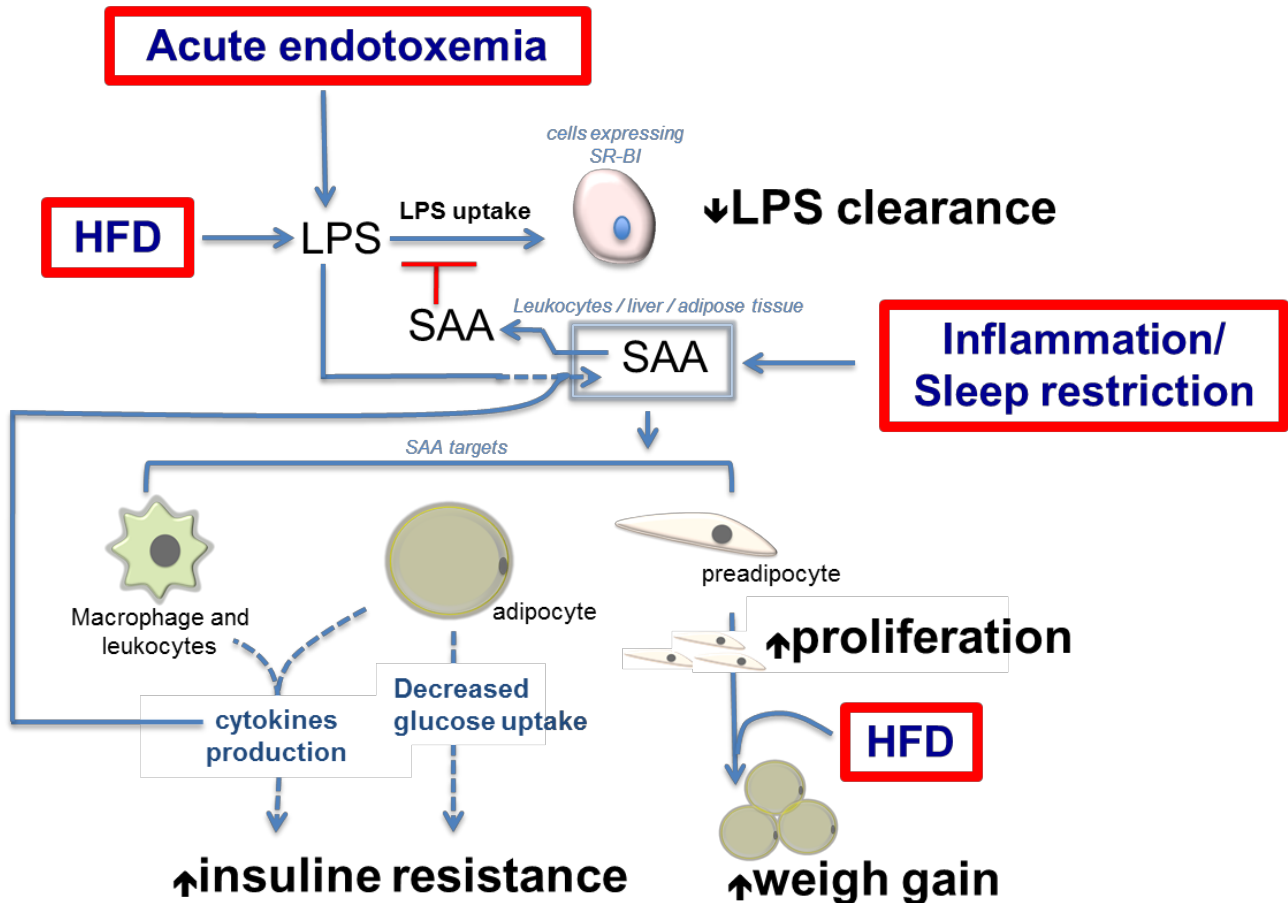 Acute endotoxemia
cells expressing
SR-BI
LPS uptake
↓LPS clearance
HFD
LPS
Leukocytes / liver / adipose tissue
SAA
SAA
Inflammation/
Sleep restriction
SAA targets
preadipocyte
Macrophage and
leukocytes
adipocyte
↑proliferation
Decreased
glucose uptake
cytokines
production
HFD
↑insuline resistance
↑weigh gain